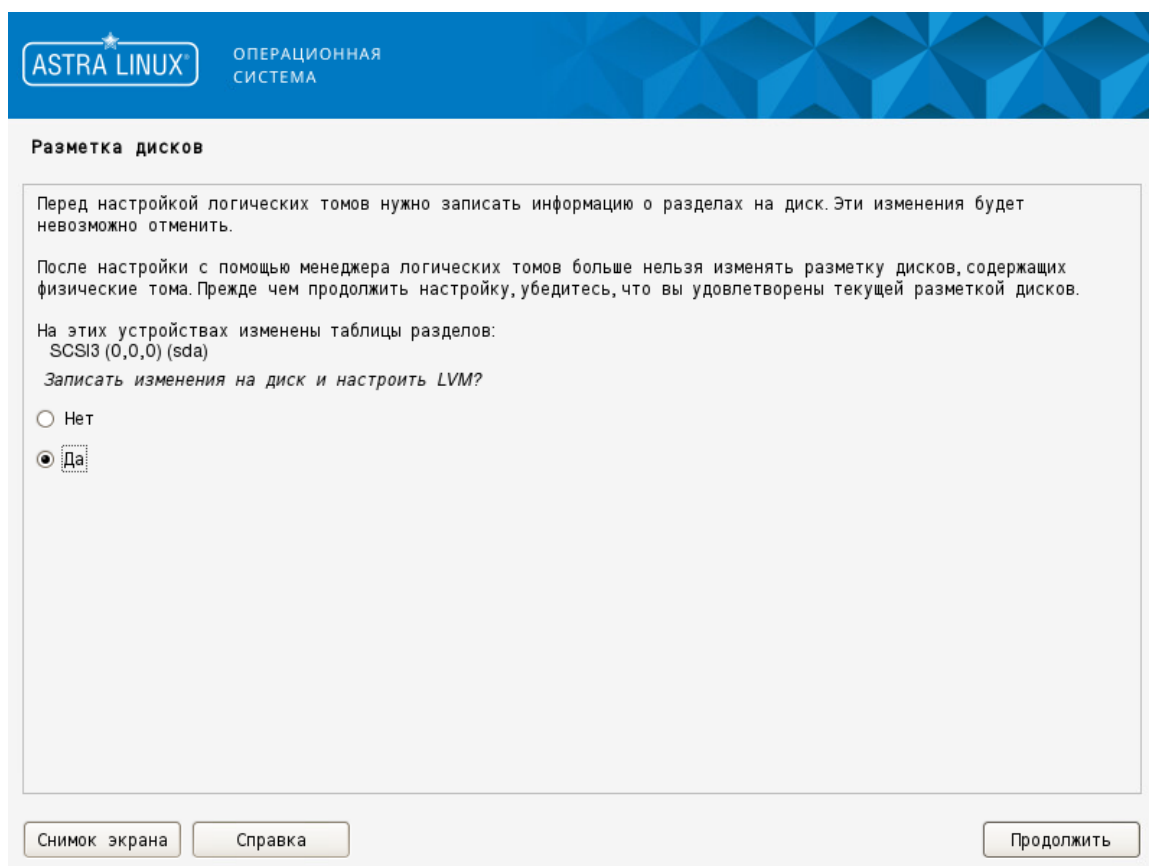 ASTRA LINUX®
ОПЕРАЦИОННАЯ
СИСТЕМА
Разметка дисков
Перед настройкой логических томов нужно записать информацию о разделах на диск. Эти изменения будет
невозможно отменить.
После настройки с помощью менеджера логических томов больше нельзя изменять разметку дисков, содержащих
физические тома. Прежде чем продолжить настройку, убедитесь, что вы удовлетворены текущей разметкой дисков.
На этих устройствах изменены таблицы разделов:
SCSI3 (0,0,0) (sda)
Записать изменения на диск и настроить LVM?
Нет
Да
Снимок экрана
Справка
Продолжить